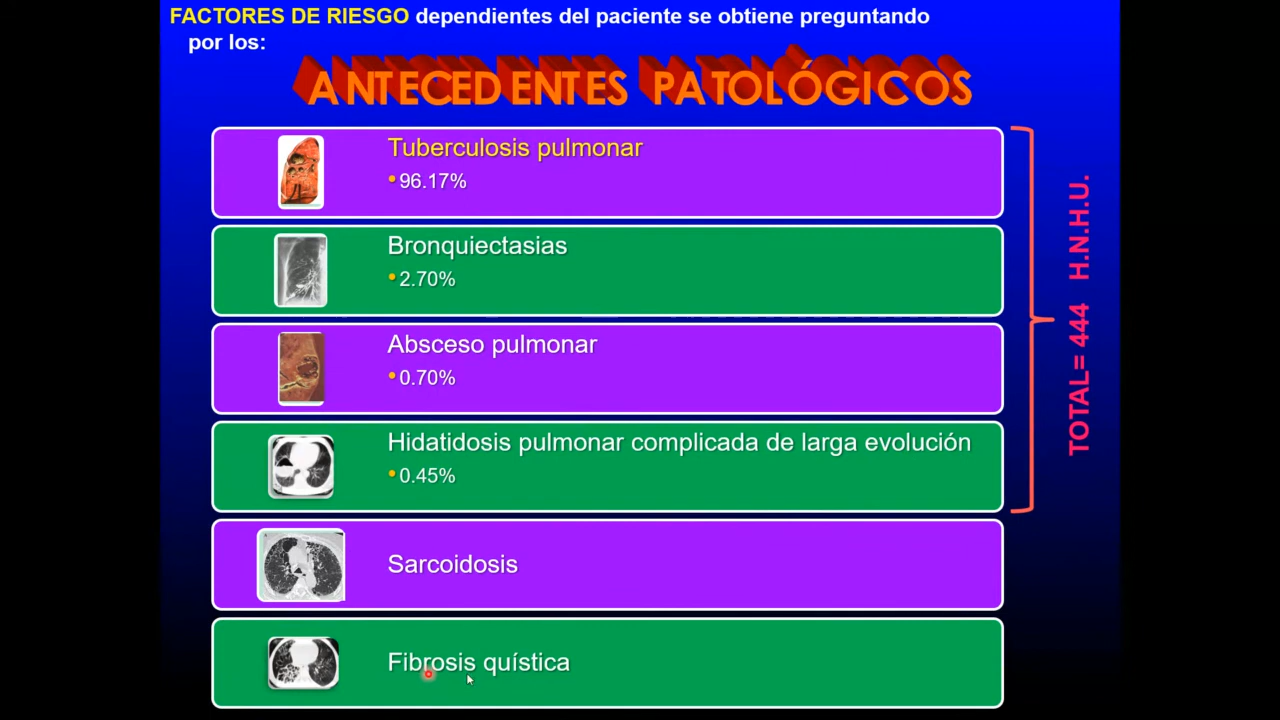 FACTORES DE RIESGO dependientes del paciente se obtiene preguntando
por los:
ANTECEDENTES PATOLÓGICOS
Tuberculosis pulmonar
•96.17%
Bronquiectasias
•2.70%
Absceso pulmonar
•0.70%
Hidatidosis pulmonar complicada de larga evolución
•0.45%
Sarcoidosis
Fibrosis quística
TOTAL= 444 H.N.H.U.